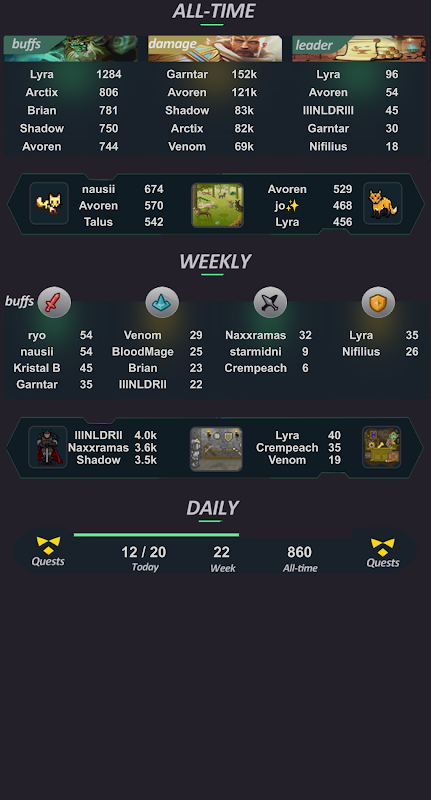 ALL-TIME
buffs damage leader
Lyra 1284 Garntar 152k Lyra 96
Arctix 806 Avoren 121k Avoren 54
Brian 781 Shadow 83k IIINLDRIII 45
Shadow 750 Arctix 82k Garntar 30
Avoren 744 Venom 69k Nifilius 18
nausii 674 Avoren 529
Avoren 570 jo✨ 468
Talus 542 Lyra 456
WEEKLY
buffs
ryo 54 Venom 29 Naxxramas 32 Lyra 35
nausii 54 BloodMage 25 starmidni 9 Nifilius 26
Kristal B 45 Brian 23 Crempeach 6
Garntar 35 IIINLDRII 22
IIINLDRII 4.0k Lyra 40
Naxxramas 3.6k Crempeach 35
Shadow 3.5k Venom 19
DAILY
12 / 20 22 860
Quests Today Week All-time Quests